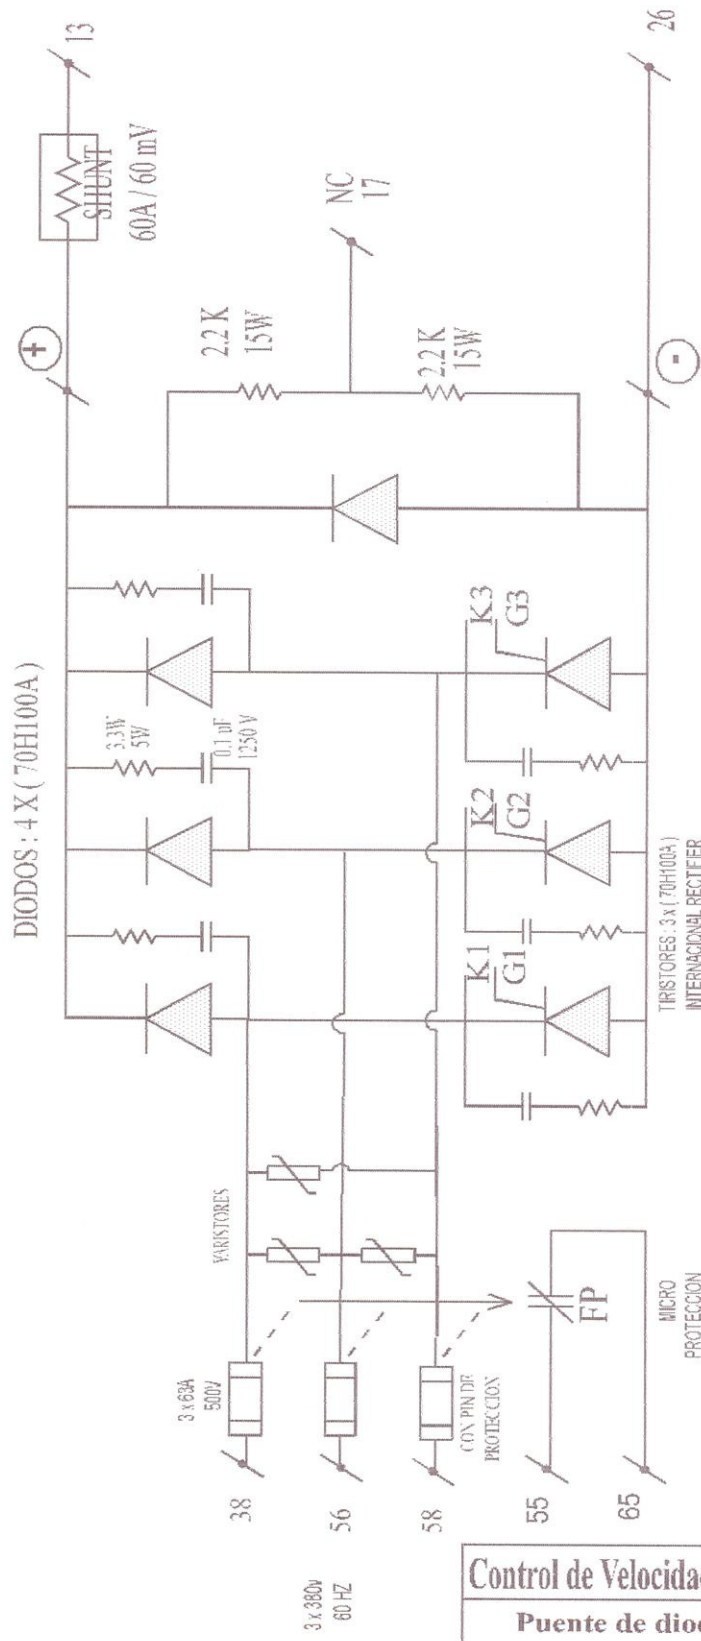 DIODOS : 4 X ( 70H100A )
13
SHUNT
60A / 60 mV
+
2.2 K
15W
NC
17
2.2 K
15W
26
-
3.3W
5W
0.1 uF
1250 V
K1
G1
K2
G2
K3
G3
TIRISTORES : 3 x ( 70H100A )
INTERNACIONAL RECTIFER
VARISTORES
3 x 63A
500V
CON PIN DE
PROTECCION
38
56
58
3 x 380v
60 HZ
FP
MICRO
PROTECCION
55
65
Control de Velocida
Puente de dio